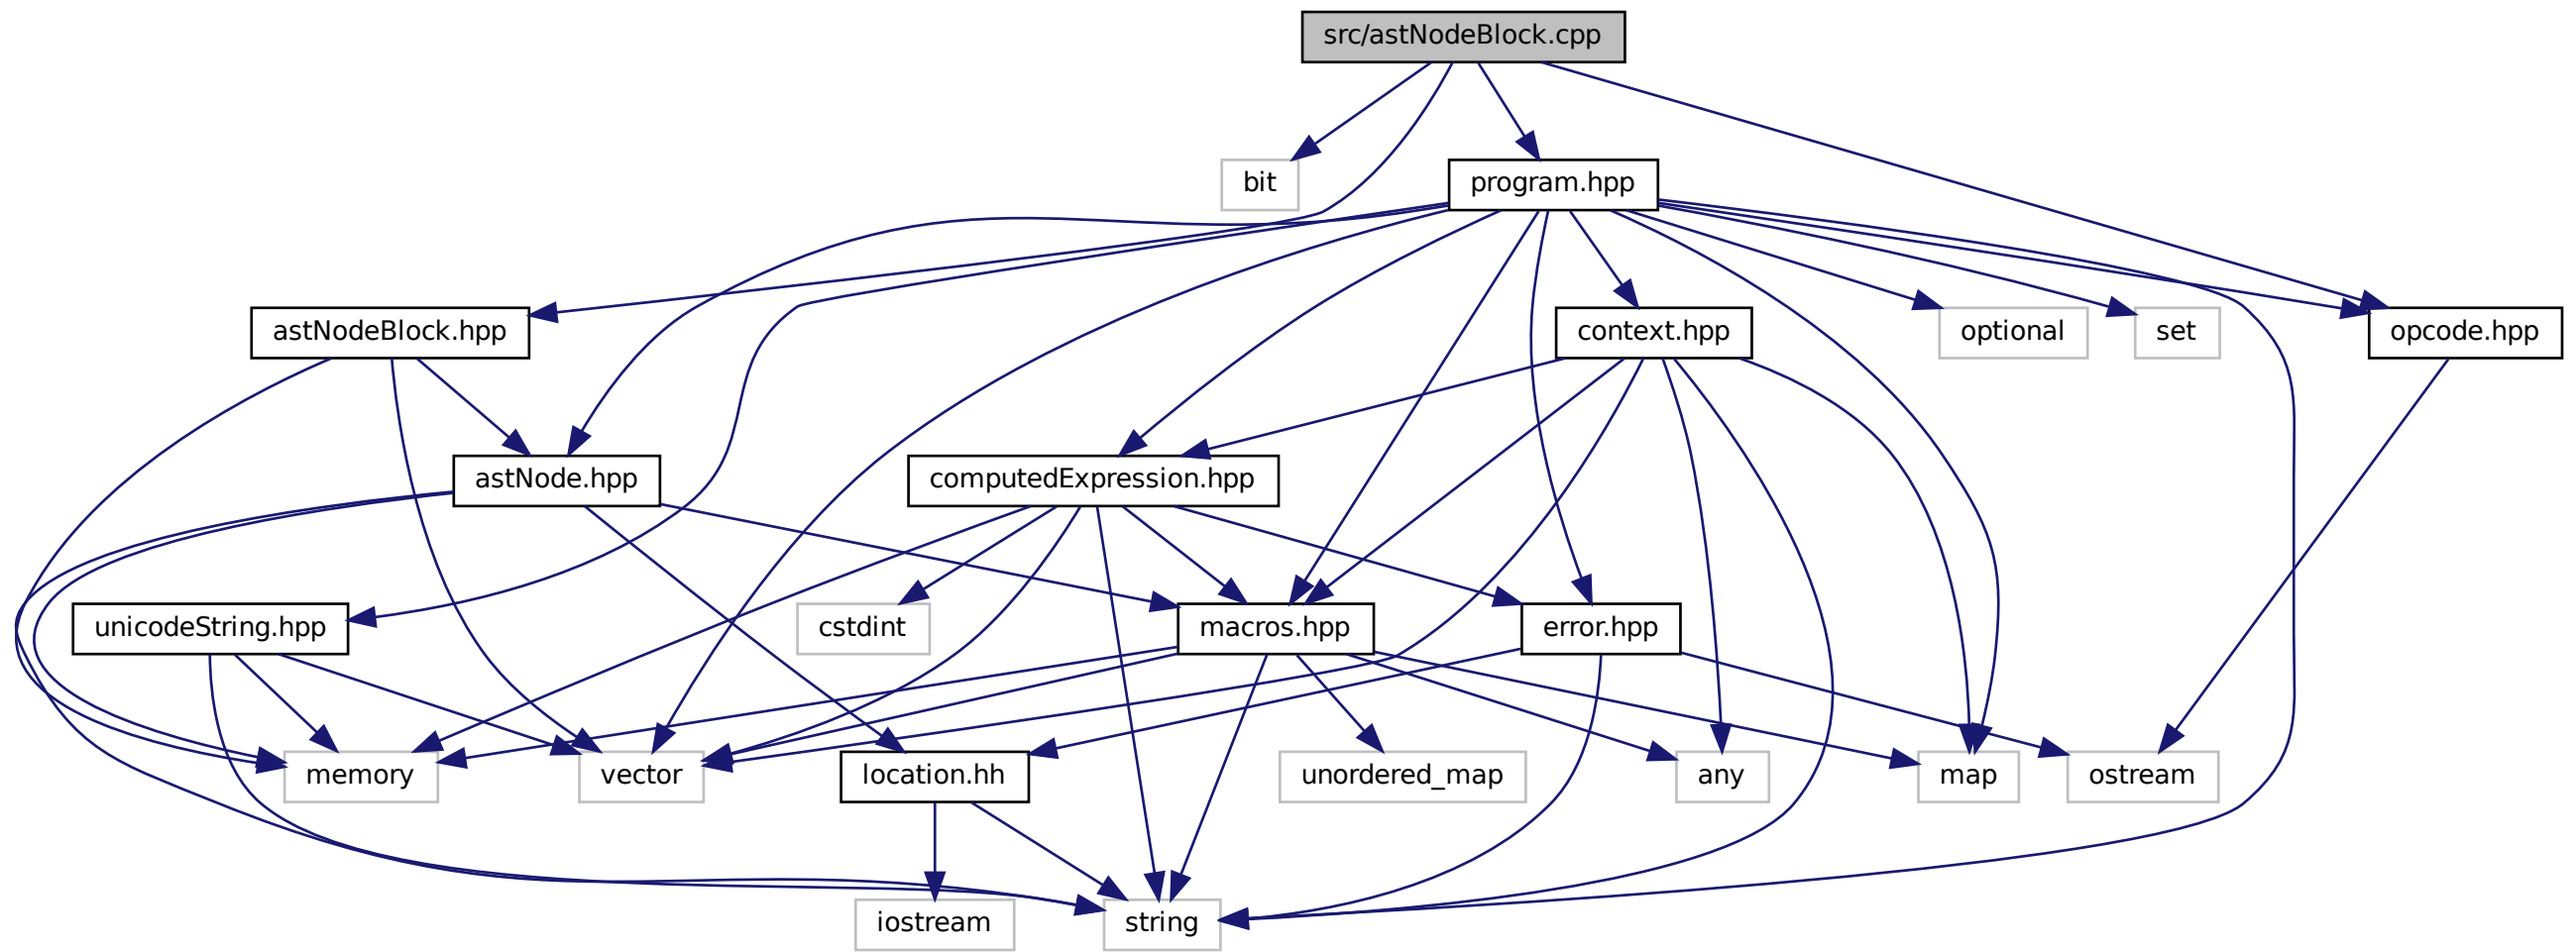 src/astNodeBlock.cpp
bit
program.hpp
astNodeBlock.hpp
context.hpp
optional
set
opcode.hpp
astNode.hpp
computedExpression.hpp
unicodeString.hpp
cstdint
macros.hpp
error.hpp
memory
vector
location.hh
unordered_map
any
map
ostream
iostream
string